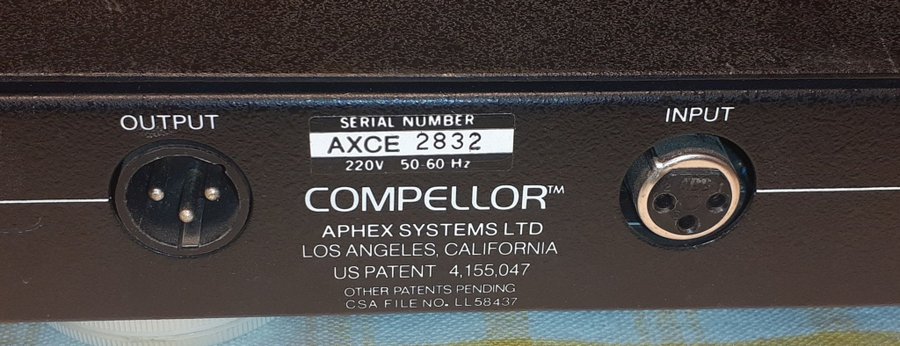 OUTPUT
SERIAL NUMBER
AXCE 2832
220V 50-60 Hz
INPUT
COMPELLOR™
APHEX SYSTEMS LTD
LOS ANGELES, CALIFORNIA
US PATENT 4,155,047
OTHER PATENTS PENDING
CSA FILE NO. LL58437